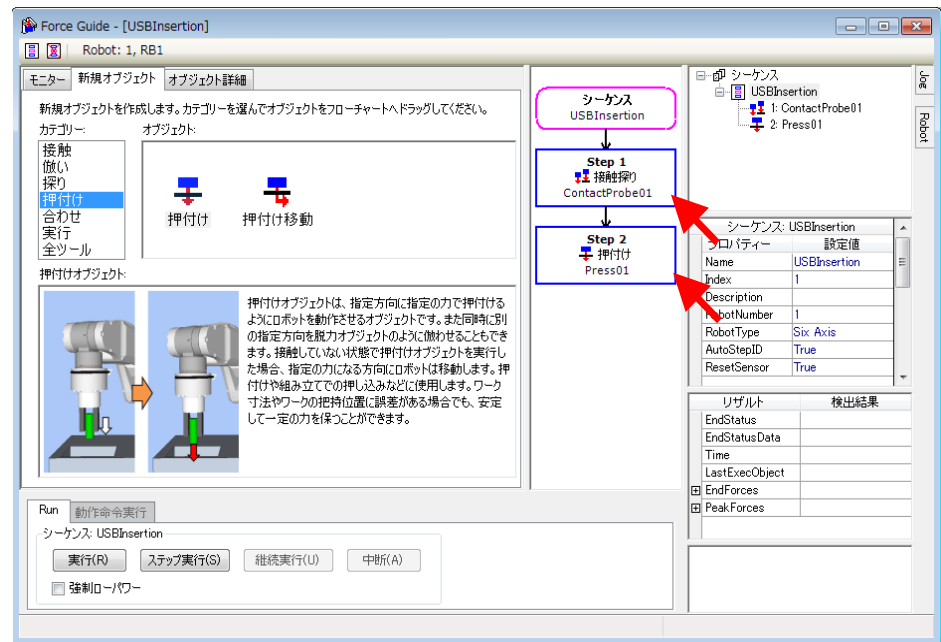 Force Guide - [USBInsertion]
Robot: 1, RB1
モニター 新規オブジェクト オブジェクト詳細
新規オブジェクトを作成します。カテゴリーを選んでオブジェクトをフローチャートへドラッグしてください。
カテゴリー: オブジェクト:
接触
倣い
探り
押付け
合わせ
実行
全ツール
押付け 押付け移動
押付けオブジェクト:
押付けオブジェクトは、指定方向に指定の力で押付ける
ようにロボットを動作させるオブジェクトです。また同時に別
の指定方向を脱力オブジェクトのように倣わせることもでき
ます。接触していない状態で押付けオブジェクトを実行し
た場合、指定の力になる方向にロボットは移動します。押
付けや組み立てでの押し込みなどに使用します。ワーク
寸法やワークの把持位置に誤差がある場合でも、安定
して一定の力を保つことができます。
シーケンス
USBInsertion
Step 1
接触探り
ContactProbe01
Step 2
押付け
Press01
シーケンス
USBInsertion
1: ContactProbe01
2: Press01
Jog
Robot
シーケンス: USBInsertion
プロパティー 設定値
Name USBInsertion
Index 1
Description
RobotNumber 1
RobotType Six Axis
AutoStepID True
ResetSensor True
リザルト 検出結果
EndStatus
EndStatusData
Time
LastExecObject
EndForces
PeakForces
Run 動作命令実行
シーケンス: USBInsertion
実行(R) ステップ実行(S) 継続実行(U) 中断(A)
強制ローパワー